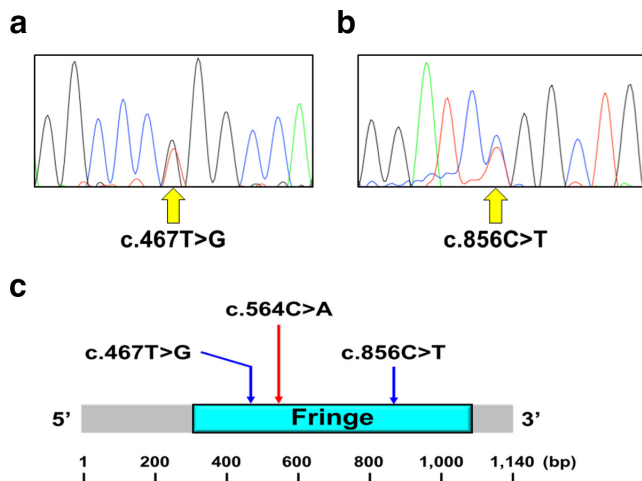 a
b
c.467T>G
c.856C>T
c
c.564C>A
c.467T>G
c.856C>T
5’
Fringe
3’
1 200 400 600 800 1,000 1,140 (bp)